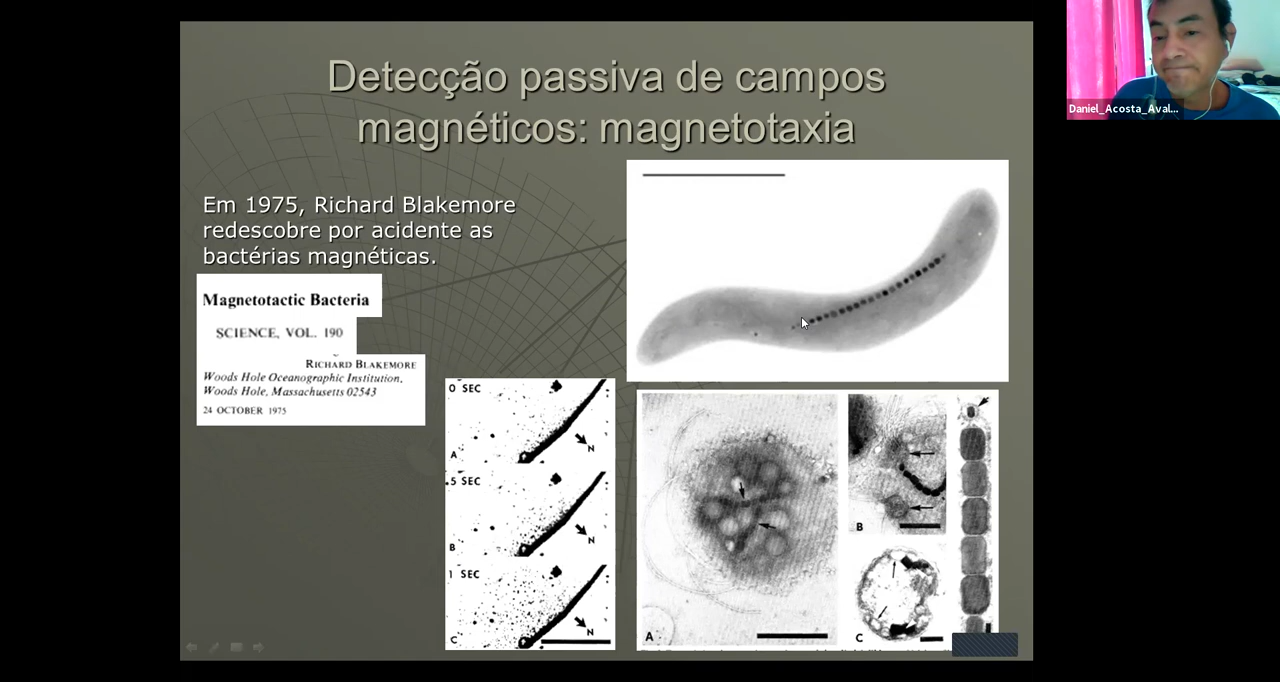 Detecção passiva de campos
magnéticos: magnetotaxia
Em 1975, Richard Blakemore
redescobre por acidente as
bactérias magnéticas.
Magnetotactic Bacteria
SCIENCE, VOL. 190
RICHARD BLAKEMORE
Woods Hole Oceanographic Institution,
Woods Hole, Massachusetts 02543
24 OCTOBER 1975
0 SEC
N
A
.5 SEC
N
B
1 SEC
N
C
A
B
C
Daniel_Acosta_Aval...